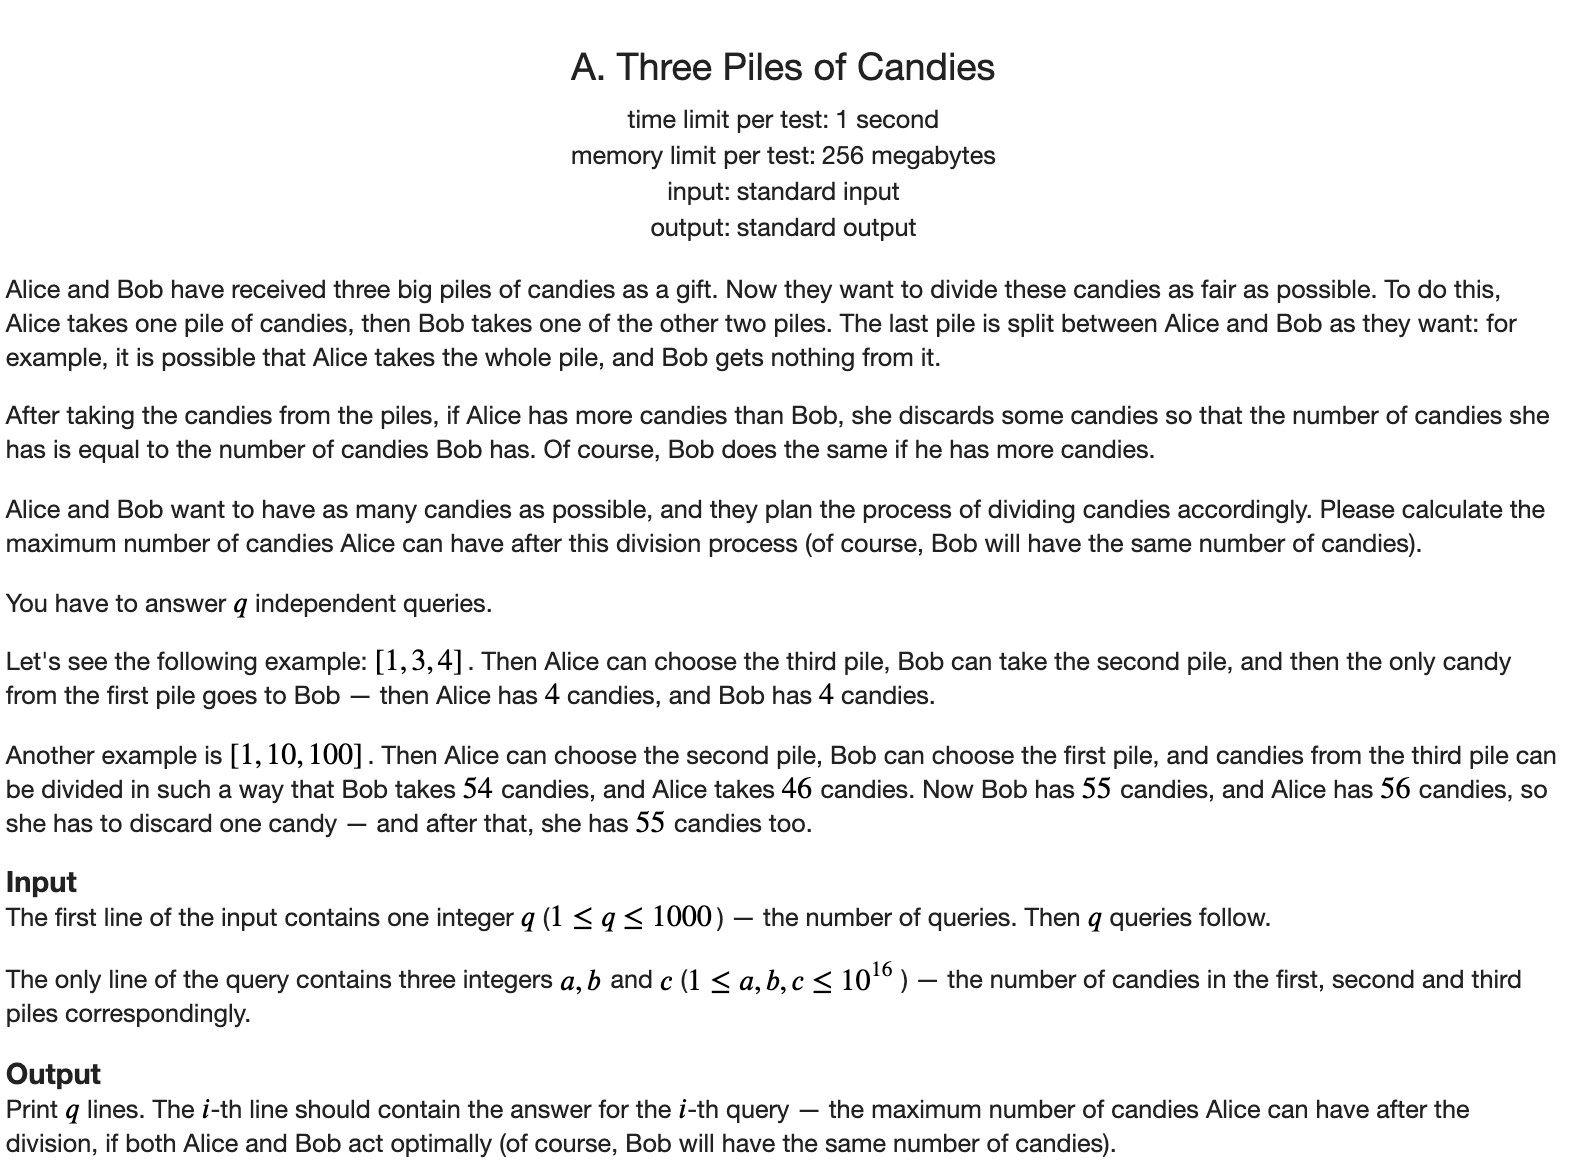 A. Three Piles of Candies
time limit per test: 1 second
memory limit per test: 256 megabytes
input: standard input
output: standard output
Alice and Bob have received three big piles of candies as a gift. Now they want to divide these candies as fair as possible. To do this,
Alice takes one pile of candies, then Bob takes one of the other two piles. The last pile is split between Alice and Bob as they want: for
example, it is possible that Alice takes the whole pile, and Bob gets nothing from it.
After taking the candies from the piles, if Alice has more candies than Bob, she discards some candies so that the number of candies she
has is equal to the number of candies Bob has. Of course, Bob does the same if he has more candies.
Alice and Bob want to have as many candies as possible, and they plan the process of dividing candies accordingly. Please calculate the
maximum number of candies Alice can have after this division process (of course, Bob will have the same number of candies).
You have to answer q independent queries.
Let's see the following example: [1, 3, 4]. Then Alice can choose the third pile, Bob can take the second pile, and then the only candy
from the first pile goes to Bob — then Alice has 4 candies, and Bob has 4 candies.
Another example is [1, 10, 100]. Then Alice can choose the second pile, Bob can choose the first pile, and candies from the third pile can
be divided in such a way that Bob takes 54 candies, and Alice takes 46 candies. Now Bob has 55 candies, and Alice has 56 candies, so
she has to discard one candy — and after that, she has 55 candies too.
Input
The first line of the input contains one integer q (1 ≤ q ≤ 1000) — the number of queries. Then q queries follow.
The only line of the query contains three integers a, b and c (1 ≤ a, b, c ≤ 10¹⁶) — the number of candies in the first, second and third
piles correspondingly.
Output
Print q lines. The i-th line should contain the answer for the i-th query — the maximum number of candies Alice can have after the
division, if both Alice and Bob act optimally (of course, Bob will have the same number of candies).